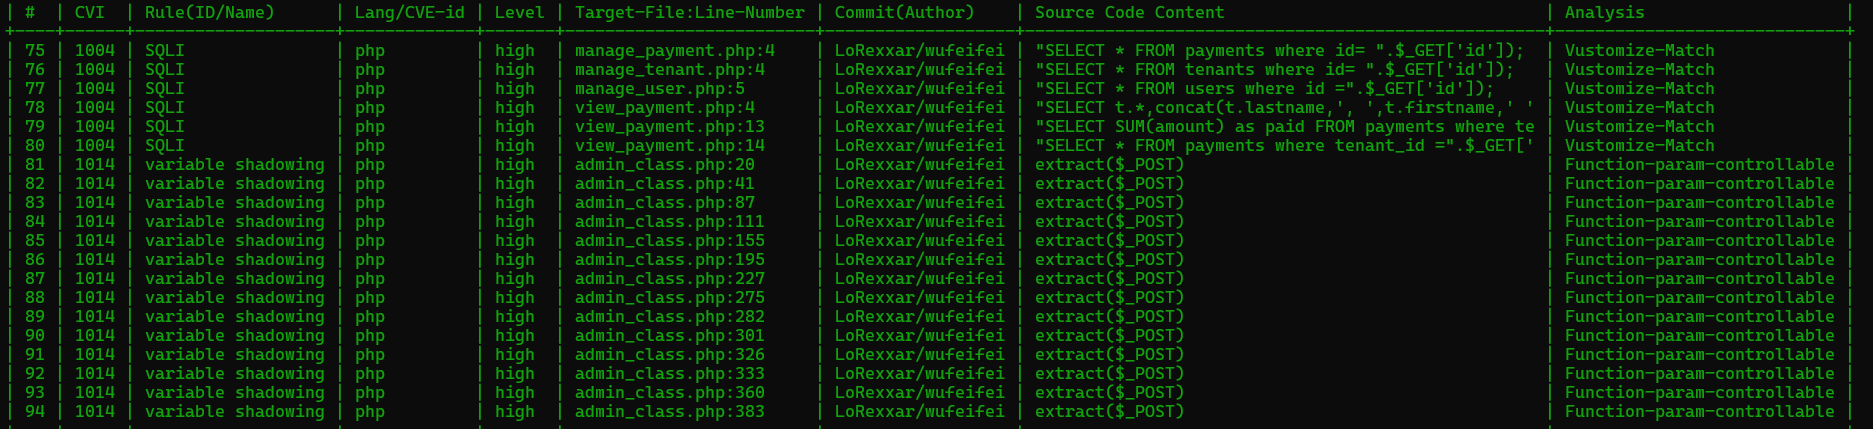 | # | CVI | Rule(ID/Name) | Lang/CVE-id | Level | Target-File:Line-Number | Commit(Author) | Source Code Content | Analysis |
| 75 | 1004 | SQLI | php | high | manage_payment.php:4 | LoRexxar/wufeifei | "SELECT * FROM payments where id= ".$_GET['id']); | Vustomize-Match |
| 76 | 1004 | SQLI | php | high | manage_tenant.php:4 | LoRexxar/wufeifei | "SELECT * FROM tenants where id= ".$_GET['id']); | Vustomize-Match |
| 77 | 1004 | SQLI | php | high | manage_user.php:5 | LoRexxar/wufeifei | "SELECT * FROM users where id =".$_GET['id']); | Vustomize-Match |
| 78 | 1004 | SQLI | php | high | view_payment.php:4 | LoRexxar/wufeifei | "SELECT t.*,concat(t.lastname,', ',t.firstname,' ' | Vustomize-Match |
| 79 | 1004 | SQLI | php | high | view_payment.php:13 | LoRexxar/wufeifei | "SELECT SUM(amount) as paid FROM payments where te | Vustomize-Match |
| 80 | 1004 | SQLI | php | high | view_payment.php:14 | LoRexxar/wufeifei | "SELECT * FROM payments where tenant_id =".$_GET[' | Vustomize-Match |
| 81 | 1014 | variable shadowing | php | high | admin_class.php:20 | LoRexxar/wufeifei | extract($_POST) | Function-param-controllable |
| 82 | 1014 | variable shadowing | php | high | admin_class.php:41 | LoRexxar/wufeifei | extract($_POST) | Function-param-controllable |
| 83 | 1014 | variable shadowing | php | high | admin_class.php:87 | LoRexxar/wufeifei | extract($_POST) | Function-param-controllable |
| 84 | 1014 | variable shadowing | php | high | admin_class.php:111 | LoRexxar/wufeifei | extract($_POST) | Function-param-controllable |
| 85 | 1014 | variable shadowing | php | high | admin_class.php:155 | LoRexxar/wufeifei | extract($_POST) | Function-param-controllable |
| 86 | 1014 | variable shadowing | php | high | admin_class.php:195 | LoRexxar/wufeifei | extract($_POST) | Function-param-controllable |
| 87 | 1014 | variable shadowing | php | high | admin_class.php:227 | LoRexxar/wufeifei | extract($_POST) | Function-param-controllable |
| 88 | 1014 | variable shadowing | php | high | admin_class.php:275 | LoRexxar/wufeifei | extract($_POST) | Function-param-controllable |
| 89 | 1014 | variable shadowing | php | high | admin_class.php:282 | LoRexxar/wufeifei | extract($_POST) | Function-param-controllable |
| 90 | 1014 | variable shadowing | php | high | admin_class.php:301 | LoRexxar/wufeifei | extract($_POST) | Function-param-controllable |
| 91 | 1014 | variable shadowing | php | high | admin_class.php:326 | LoRexxar/wufeifei | extract($_POST) | Function-param-controllable |
| 92 | 1014 | variable shadowing | php | high | admin_class.php:333 | LoRexxar/wufeifei | extract($_POST) | Function-param-controllable |
| 93 | 1014 | variable shadowing | php | high | admin_class.php:360 | LoRexxar/wufeifei | extract($_POST) | Function-param-controllable |
| 94 | 1014 | variable shadowing | php | high | admin_class.php:383 | LoRexxar/wufeifei | extract($_POST) | Function-param-controllable |